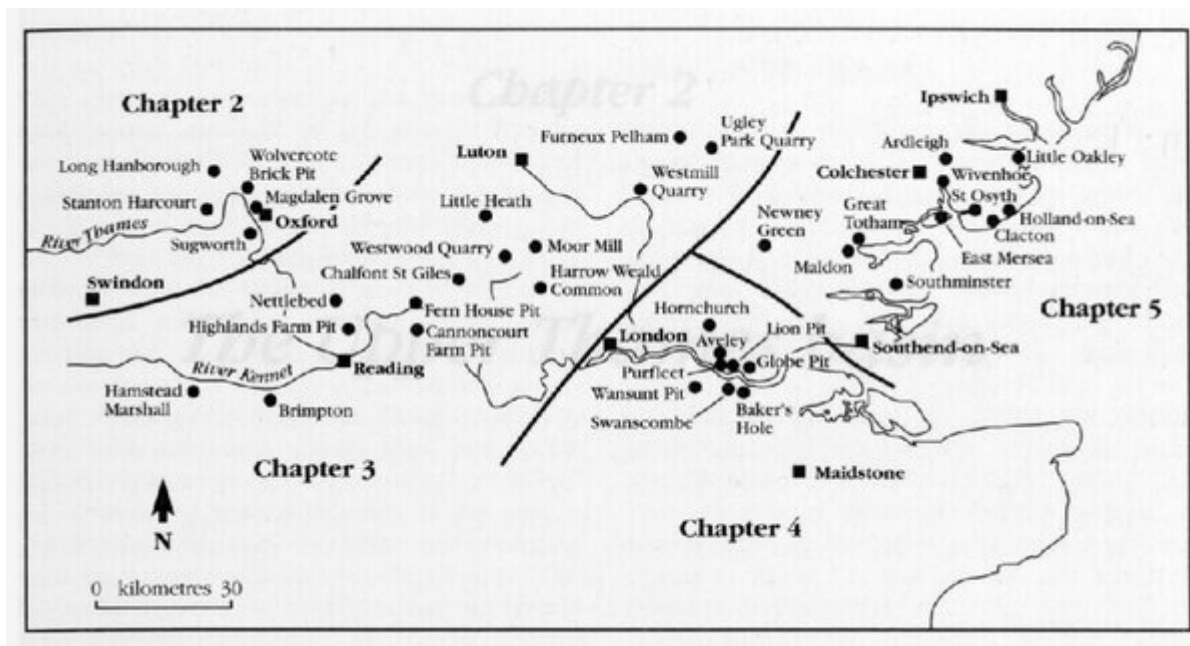 Chapter 2
Ipswich
Furneux Pelham
Ugley
Park Quarry
Luton
Ardleigh
Little Oakley
Long Hanborough
Wolvercote
Brick Pit
Westmill
Quarry
Colchester
Wivenhoe
St Osyth
Stanton Harcourt
Magdalen Grove
Oxford
Little Heath
Great
Totham
Holland-on-Sea
Clacton
River Thames
Sugworth
Newney
Green
East Mersea
Westwood Quarry
Moor Mill
Maldon
Chalfont St Giles
Harrow Weald
Common
Southminster
Swindon
Nettlebed
Fern House Pit
Hornchurch
Chapter 5
Highlands Farm Pit
Cannoncourt
Farm Pit
London
Aveley
Lion Pit
Southend-on-Sea
River Kennet
Reading
Purfleet
Globe Pit
Hamstead
Marshall
Brimpton
Wansunt Pit
Swanscombe
Baker's
Hole
Chapter 3
Maidstone
Chapter 4
N
0 kilometres 30